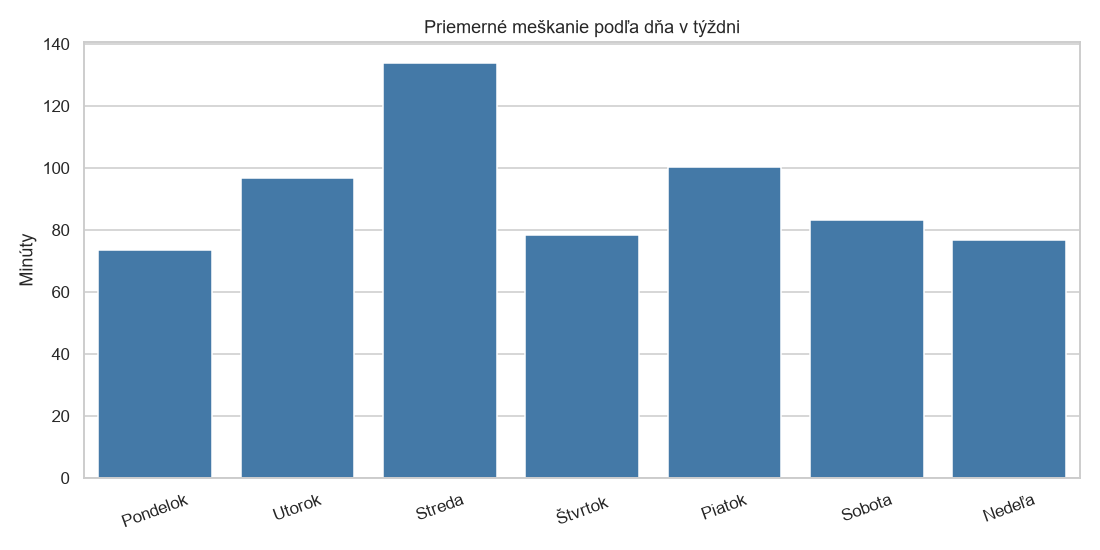 Priemerné meškanie podľa dňa v týždni
Minúty
140
120
100
80
60
40
20
0
Pondelok
Utorok
Streda
Štvrtok
Piatok
Sobota
Nedeľa